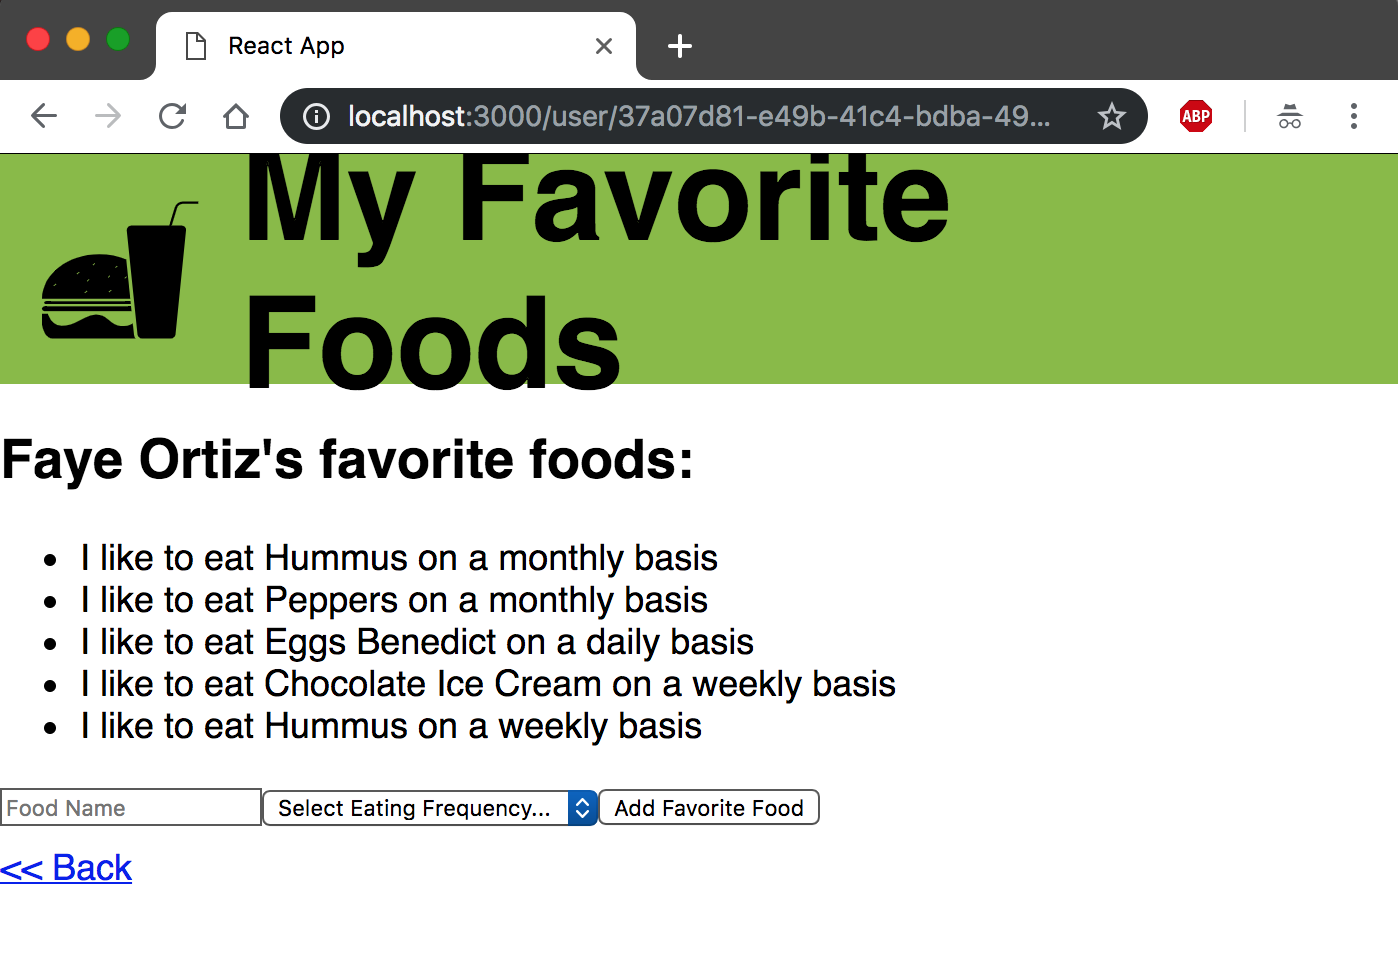 React App
localhost:3000/user/37a07d81-e49b-41c4-bdba-49...
ABP
My Favorite
Foods
Faye Ortiz's favorite foods:
• I like to eat Hummus on a monthly basis
• I like to eat Peppers on a monthly basis
• I like to eat Eggs Benedict on a daily basis
• I like to eat Chocolate Ice Cream on a weekly basis
• I like to eat Hummus on a weekly basis
Food Name Select Eating Frequency... Add Favorite Food
<< Back